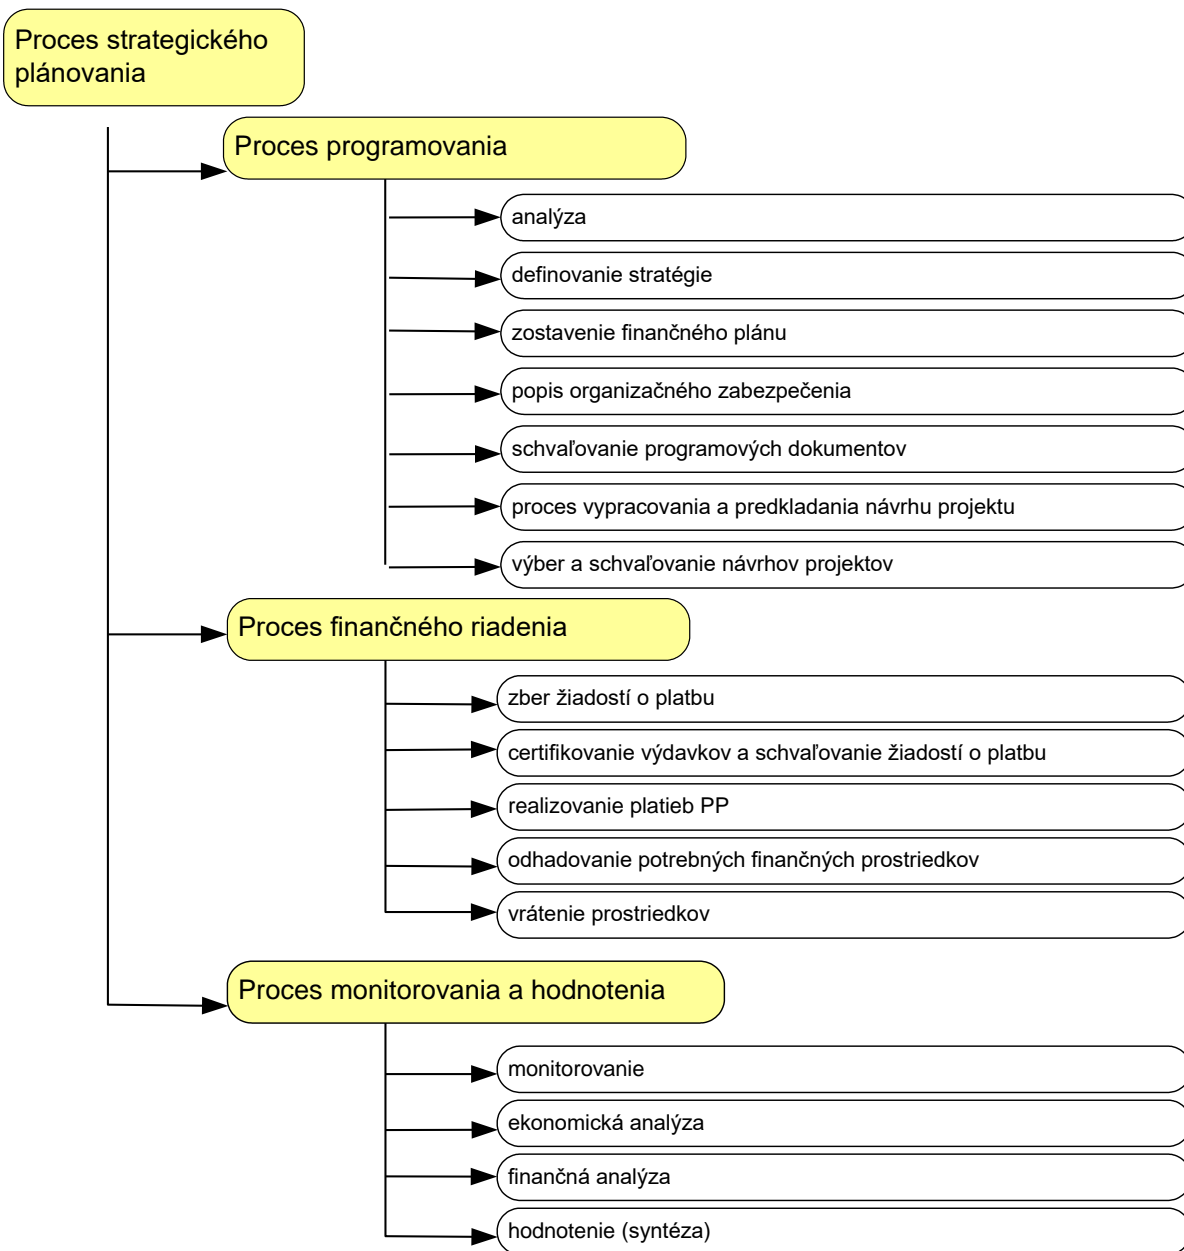 Proces strategického
plánovania
Proces programovania
analýza
definovanie stratégie
zostavenie finančného plánu
popis organizačného zabezpečenia
schvaľovanie programových dokumentov
proces vypracovania a predkladania návrhu projektu
výber a schvaľovanie návrhov projektov
Proces finančného riadenia
zber žiadostí o platbu
certifikovanie výdavkov a schvaľovanie žiadostí o platbu
realizovanie platieb PP
odhadovanie potrebných finančných prostriedkov
vrátenie prostriedkov
Proces monitorovania a hodnotenia
monitorovanie
ekonomická analýza
finančná analýza
hodnotenie (syntéza)